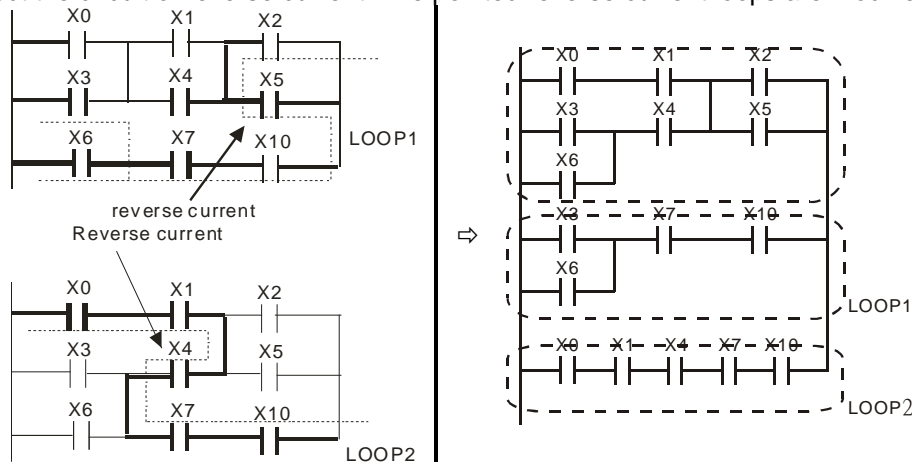 X0 X1 X2
X3 X4 X5
X6 X7 X10
LOOP1
reverse current
Reverse current
X0 X1 X2
X3 X4 X5
X6 X7 X10
LOOP2
⇨
X0 X1 X2
X3 X4 X5
X6
X3 X7 X10
X6
LOOP1
X0 X1 X4 X7 X10
LOOP2